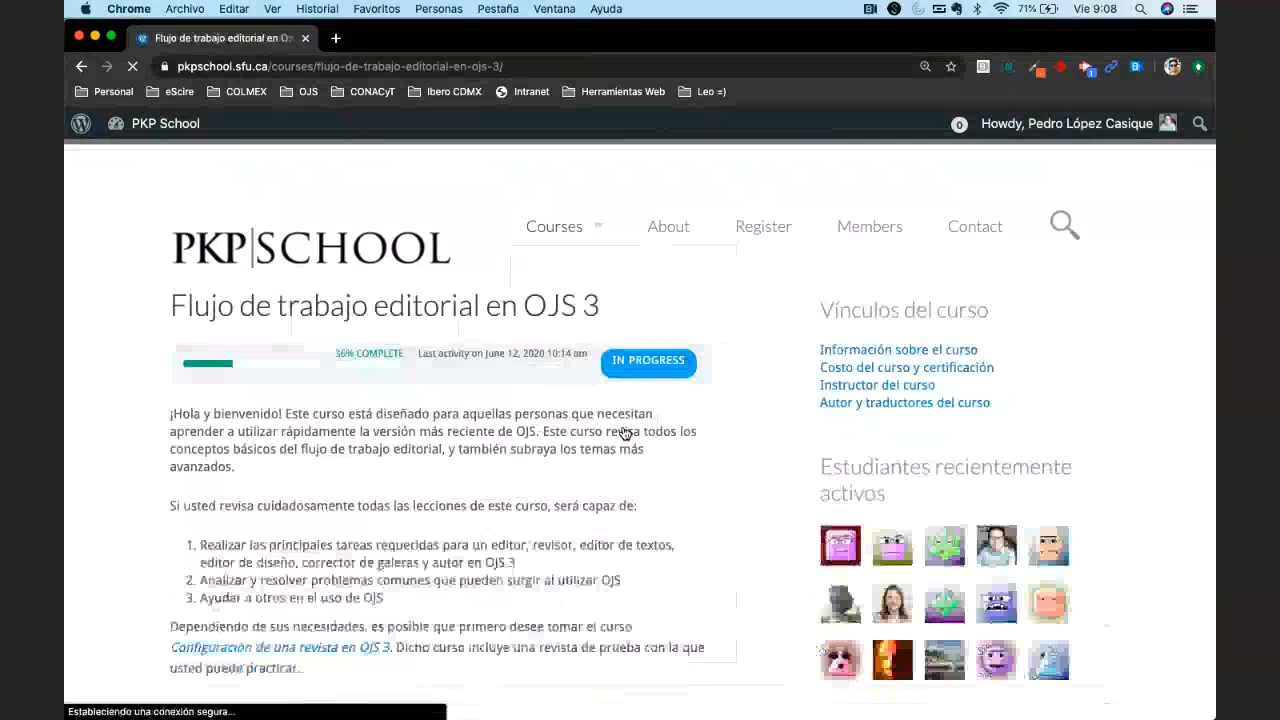 Chrome Archivo Editar Ver Historial Favoritos Personas Pestaña Ventana Ayuda 71% Vie 9:08
Flujo de trabajo editorial en O
pkpschool.sfu.ca/courses/flujo-de-trabajo-editorial-en-ojs-3/
Personal eScire COLMEX OJS CONACyT Ibero CDMX Intranet Herramientas Web Leo =)
PKP School 0 Howdy, Pedro López Casique
Courses About Register Members Contact
PKP|SCHOOL
Flujo de trabajo editorial en OJS 3
36% COMPLETE Last activity on June 12, 2020 10:14 am IN PROGRESS
¡Hola y bienvenido! Este curso está diseñado para aquellas personas que necesitan
aprender a utilizar rápidamente la versión más reciente de OJS. Este curso revisa todos los
conceptos básicos del flujo de trabajo editorial, y también subraya los temas más
avanzados.
Si usted revisa cuidadosamente todas las lecciones de este curso, será capaz de:
1. Realizar las principales tareas requeridas para un editor, revisor, editor de textos,
editor de diseño, corrector de galeras y autor en OJS 3
2. Analizar y resolver problemas comunes que pueden surgir al utilizar OJS
3. Ayudar a otros en el uso de OJS
Dependiendo de sus necesidades, es posible que primero desee tomar el curso
Configuración de una revista en OJS 3. Dicho curso incluye una revista de prueba con la que
usted puede practicar.
Vínculos del curso
Información sobre el curso
Costo del curso y certificación
Instructor del curso
Autor y traductores del curso
Estudiantes recientemente
activos
Estableciendo una conexión segura...